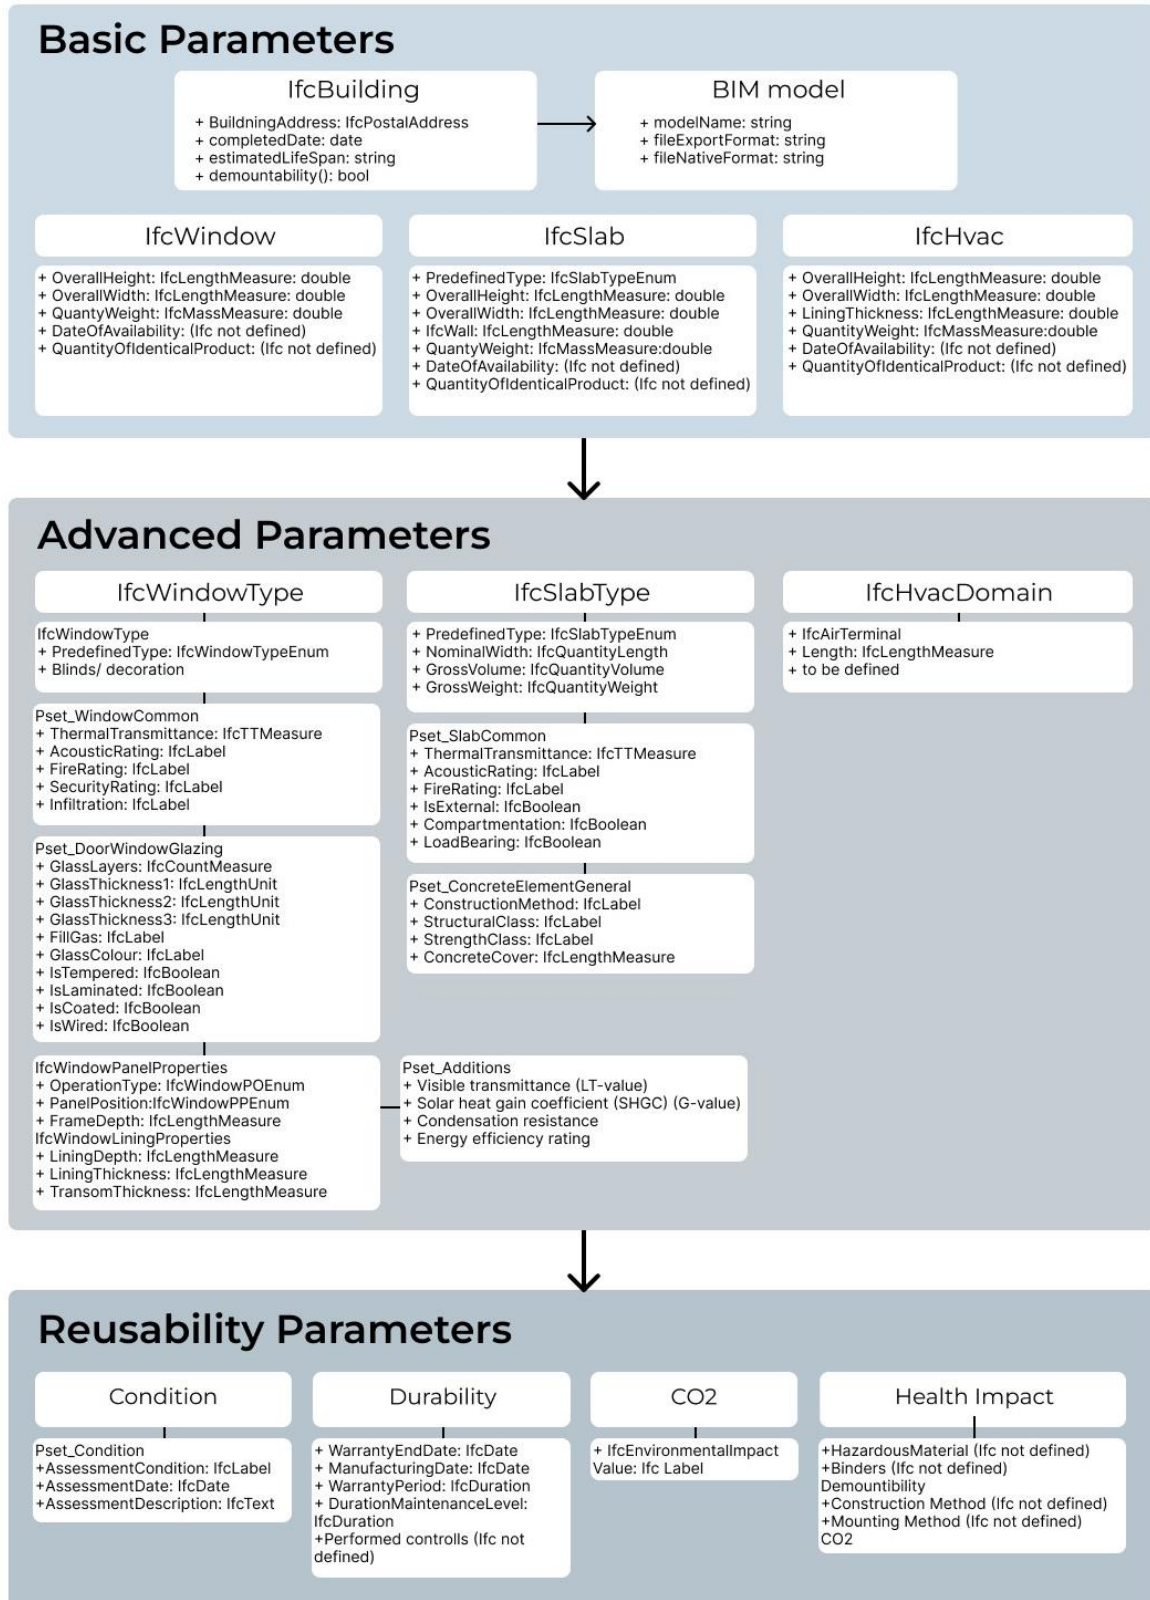 Basic Parameters
IfcBuilding
+ BuildningAddress: IfcPostalAddress
+ completedDate: date
+ estimatedLifeSpan: string
+ demountability(): bool
BIM model
+ modelName: string
+ fileExportFormat: string
+ fileNativeFormat: string
IfcWindow
+ OverallHeight: IfcLengthMeasure: double
+ OverallWidth: IfcLengthMeasure: double
+ QuantyWeight: IfcMassMeasure: double
+ DateOfAvailability: (Ifc not defined)
+ QuantityOfIdenticalProduct: (Ifc not defined)
IfcSlab
+ PredefinedType: IfcSlabTypeEnum
+ OverallHeight: IfcLengthMeasure: double
+ OverallWidth: IfcLengthMeasure: double
+ IfcWall: IfcLengthMeasure: double
+ QuantyWeight: IfcMassMeasure:double
+ DateOfAvailability: (Ifc not defined)
+ QuantityOfIdenticalProduct: (Ifc not defined)
IfcHvac
+ OverallHeight: IfcLengthMeasure: double
+ OverallWidth: IfcLengthMeasure: double
+ LiningThickness: IfcLengthMeasure: double
+ QuantityWeight: IfcMassMeasure:double
+ DateOfAvailability: (Ifc not defined)
+ QuantityOfIdenticalProduct: (Ifc not defined)
Advanced Parameters
IfcWindowType
IfcWindowType
+ PredefinedType: IfcWindowTypeEnum
+ Blinds/ decoration
Pset_WindowCommon
+ ThermalTransmittance: IfcTTMeasure
+ AcousticRating: IfcLabel
+ FireRating: IfcLabel
+ SecurityRating: IfcLabel
+ Infiltration: IfcLabel
Pset_DoorWindowGlazing
+ GlassLayers: IfcCountMeasure
+ GlassThickness1: IfcLengthUnit
+ GlassThickness2: IfcLengthUnit
+ GlassThickness3: IfcLengthUnit
+ FillGas: IfcLabel
+ GlassColour: IfcLabel
+ IsTempered: IfcBoolean
+ IsLaminated: IfcBoolean
+ IsCoated: IfcBoolean
+ IsWired: IfcBoolean
IfcWindowPanelProperties
+ OperationType: IfcWindowPOEnum
+ PanelPosition:IfcWindowPPEnum
+ FrameDepth: IfcLengthMeasure
IfcWindowLiningProperties
+ LiningDepth: IfcLengthMeasure
+ LiningThickness: IfcLengthMeasure
+ TransomThickness: IfcLengthMeasure
IfcSlabType
+ PredefinedType: IfcSlabTypeEnum
+ NominalWidth: IfcQuantityLength
+ GrossVolume: IfcQuantityVolume
+ GrossWeight: IfcQuantityWeight
Pset_SlabCommon
+ ThermalTransmittance: IfcTTMeasure
+ AcousticRating: IfcLabel
+ FireRating: IfcLabel
+ IsExternal: IfcBoolean
+ Compartmentation: IfcBoolean
+ LoadBearing: IfcBoolean
Pset_ConcreteElementGeneral
+ ConstructionMethod: IfcLabel
+ StructuralClass: IfcLabel
+ StrengthClass: IfcLabel
+ ConcreteCover: IfcLengthMeasure
Pset_Additions
+ Visible transmittance (LT-value)
+ Solar heat gain coefficient (SHGC) (G-value)
+ Condensation resistance
+ Energy efficiency rating
IfcHvacDomain
+ IfcAirTerminal
+ Length: IfcLengthMeasure
+ to be defined
Reusability Parameters
Condition
Pset_Condition
+AssessmentCondition: IfcLabel
+AssessmentDate: IfcDate
+AssessmentDescription: IfcText
Durability
+ WarrantyEndDate: IfcDate
+ ManufacturingDate: IfcDate
+ WarrantyPeriod: IfcDuration
+ DurationMaintenanceLevel:
IfcDuration
+Performed controlls (Ifc not
defined)
CO2
+ IfcEnvironmentalImpact
Value: Ifc Label
Health Impact
+HazardousMaterial (Ifc not defined)
+Binders (Ifc not defined)
Demountibility
+Construction Method (Ifc not defined)
+Mounting Method (Ifc not defined)
CO2